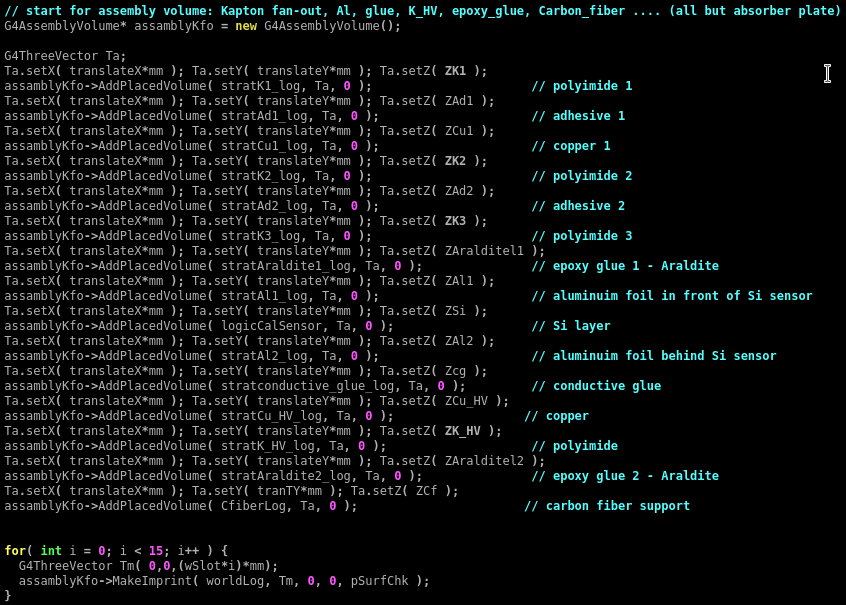 // start for assembly volume: Kapton fan-out, Al, glue, K_HV, epoxy_glue, Carbon_fiber .... (all but absorber plate)
G4AssemblyVolume* assamblyKfo = new G4AssemblyVolume();
G4ThreeVector Ta;
Ta.setX( translateX*mm ); Ta.setY( translateY*mm ); Ta.setZ( ZK1 );
assamblyKfo->AddPlacedVolume( stratK1_log, Ta, 0 ); // polyimide 1
Ta.setX( translateX*mm ); Ta.setY( translateY*mm ); Ta.setZ( ZAd1 );
assamblyKfo->AddPlacedVolume( stratAd1_log, Ta, 0 ); // adhesive 1
Ta.setX( translateX*mm ); Ta.setY( translateY*mm ); Ta.setZ( ZCu1 );
assamblyKfo->AddPlacedVolume( stratCu1_log, Ta, 0 ); // copper 1
Ta.setX( translateX*mm ); Ta.setY( translateY*mm ); Ta.setZ( ZK2 );
assamblyKfo->AddPlacedVolume( stratK2_log, Ta, 0 ); // polyimide 2
Ta.setX( translateX*mm ); Ta.setY( translateY*mm ); Ta.setZ( ZAd2 );
assamblyKfo->AddPlacedVolume( stratAd2_log, Ta, 0 ); // adhesive 2
Ta.setX( translateX*mm ); Ta.setY( translateY*mm ); Ta.setZ( ZK3 );
assamblyKfo->AddPlacedVolume( stratK3_log, Ta, 0 ); // polyimide 3
Ta.setX( translateX*mm ); Ta.setY( translateY*mm ); Ta.setZ( ZAralditel1 );
assamblyKfo->AddPlacedVolume( stratAraldite1_log, Ta, 0 ); // epoxy glue 1 - Araldite
Ta.setX( translateX*mm ); Ta.setY( translateY*mm ); Ta.setZ( ZAl1 );
assamblyKfo->AddPlacedVolume( stratAl1_log, Ta, 0 ); // aluminuim foil in front of Si sensor
Ta.setX( translateX*mm ); Ta.setY( translateY*mm ); Ta.setZ( ZSi );
assamblyKfo->AddPlacedVolume( logicCalSensor, Ta, 0 ); // Si layer
Ta.setX( translateX*mm ); Ta.setY( translateY*mm ); Ta.setZ( ZAl2 );
assamblyKfo->AddPlacedVolume( stratAl2_log, Ta, 0 ); // aluminuim foil behind Si sensor
Ta.setX( translateX*mm ); Ta.setY( translateY*mm ); Ta.setZ( Zcg );
assamblyKfo->AddPlacedVolume( stratconductive_glue_log, Ta, 0 ); // conductive glue
Ta.setX( translateX*mm ); Ta.setY( translateY*mm ); Ta.setZ( ZCu_HV );
assamblyKfo->AddPlacedVolume( stratCu_HV_log, Ta, 0 ); // copper
Ta.setX( translateX*mm ); Ta.setY( translateY*mm ); Ta.setZ( ZK_HV );
assamblyKfo->AddPlacedVolume( stratK_HV_log, Ta, 0 ); // polyimide
Ta.setX( translateX*mm ); Ta.setY( translateY*mm ); Ta.setZ( ZAralditel2 );
assamblyKfo->AddPlacedVolume( stratAraldite2_log, Ta, 0 ); // epoxy glue 2 - Araldite
Ta.setX( translateX*mm ); Ta.setY( tranTY*mm ); Ta.setZ( ZCf );
assamblyKfo->AddPlacedVolume( CfiberLog, Ta, 0 ); // carbon fiber support
for( int i = 0; i < 15; i++ ) {
G4ThreeVector Tm( 0,0,(wSlot*i)*mm);
assamblyKfo->MakeImprint( worldLog, Tm, 0, 0, pSurfChk );
}